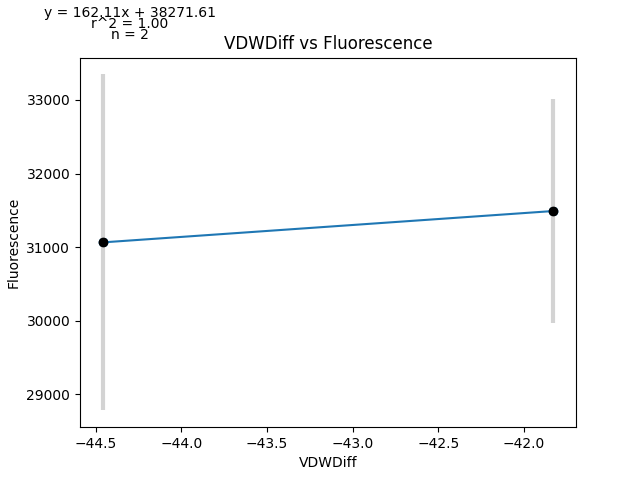 y = 162.11x + 38271.61
r^2 = 1.00
n = 2
VDWDiff vs Fluorescence
33000
32000
31000
30000
29000
Fluorescence
−44.5
−44.0
−43.5
−43.0
−42.5
−42.0
VDWDiff